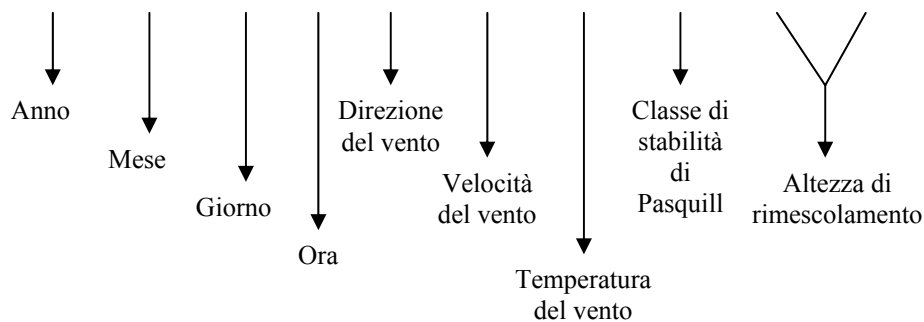 Anno
Mese
Giorno
Ora
Direzione
del vento
Velocità
del vento
Temperatura
del vento
Classe di
stabilità
di
Pasquill
Altezza di
rimescolamento